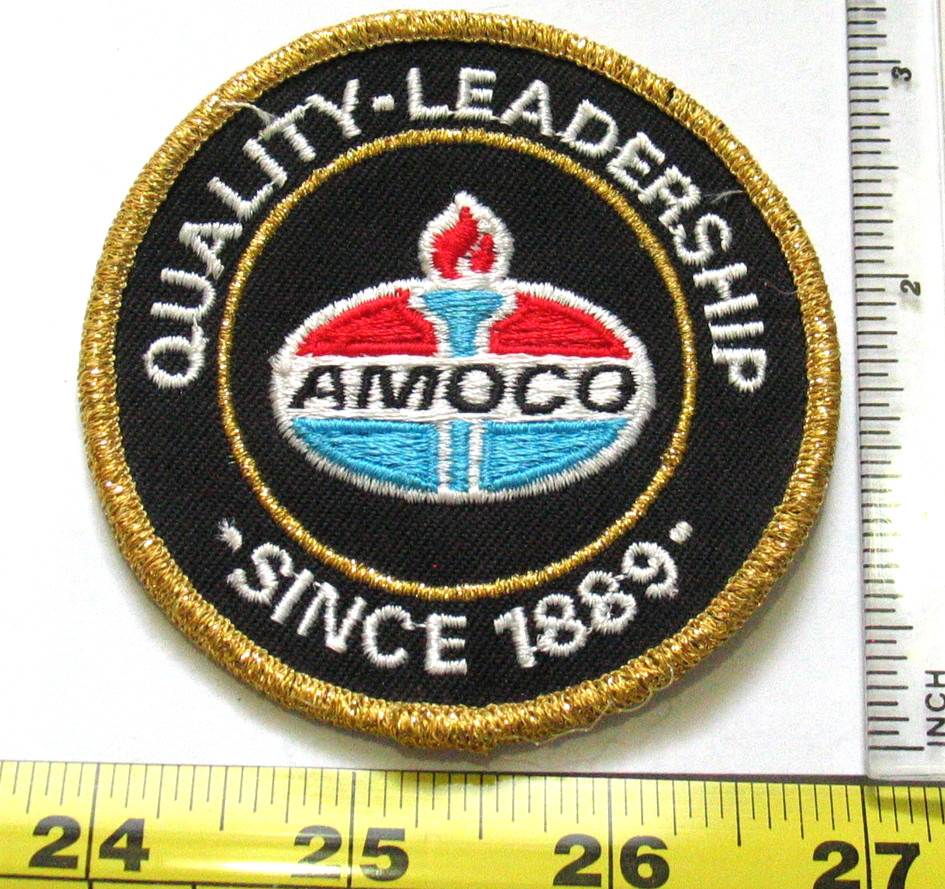 QUALITY·LEADERSHIP
AMOCO
·SINCE 1889·
3
2
INCH
24 25 26 27